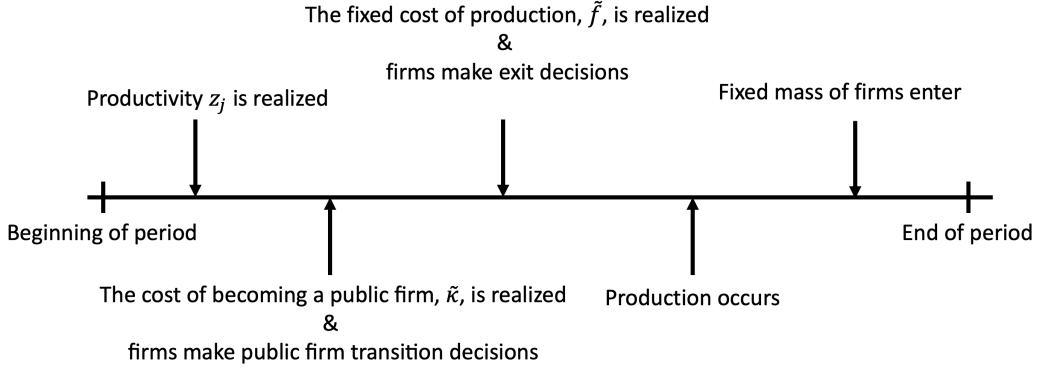 The fixed cost of production, f̃, is realized
&
firms make exit decisions
Productivity z_j is realized
Fixed mass of firms enter
Beginning of period
End of period
The cost of becoming a public firm, κ̃, is realized
&
firms make public firm transition decisions
Production occurs